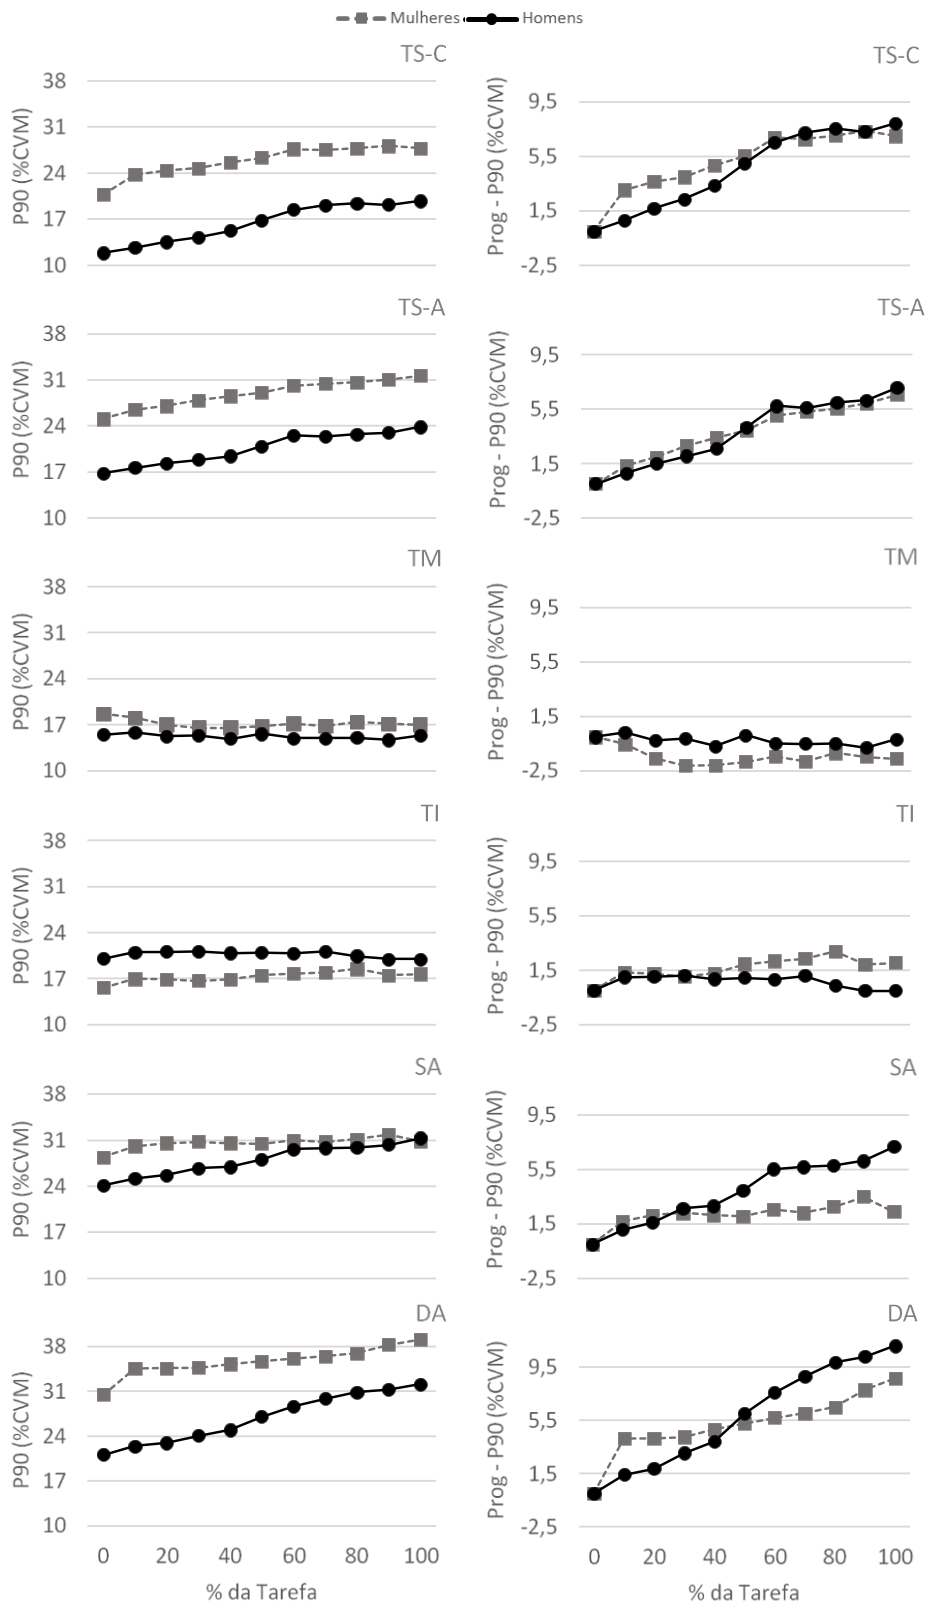 Mulheres Homens
TS-C
38
31
24
17
10
P90 (%CVM)
TS-C
9,5
5,5
1,5
-2,5
Prog - P90 (%CVM)
TS-A
38
31
24
17
10
P90 (%CVM)
TS-A
9,5
5,5
1,5
-2,5
Prog - P90 (%CVM)
TM
38
31
24
17
10
P90 (%CVM)
TM
9,5
5,5
1,5
-2,5
Prog - P90 (%CVM)
TI
38
31
24
17
10
P90 (%CVM)
TI
9,5
5,5
1,5
-2,5
Prog - P90 (%CVM)
SA
38
31
24
17
10
P90 (%CVM)
SA
9,5
5,5
1,5
-2,5
Prog - P90 (%CVM)
DA
38
31
24
17
10
P90 (%CVM)
0 20 40 60 80 100
% da Tarefa
DA
9,5
5,5
1,5
-2,5
Prog - P90 (%CVM)
0 20 40 60 80 100
% da Tarefa